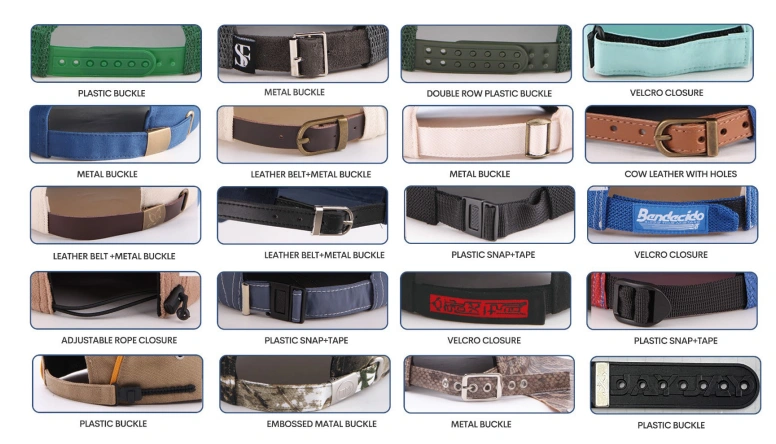 PLASTIC BUCKLE
METAL BUCKLE
DOUBLE ROW PLASTIC BUCKLE
VELCRO CLOSURE
METAL BUCKLE
LEATHER BELT+METAL BUCKLE
METAL BUCKLE
COW LEATHER WITH HOLES
LEATHER BELT +METAL BUCKLE
LEATHER BELT+METAL BUCKLE
PLASTIC SNAP+TAPE
Bendecido
VELCRO CLOSURE
ADJUSTABLE ROPE CLOSURE
PLASTIC SNAP+TAPE
VELCRO CLOSURE
PLASTIC SNAP+TAPE
PLASTIC BUCKLE
EMBOSSED MATAL BUCKLE
METAL BUCKLE
PLASTIC BUCKLE